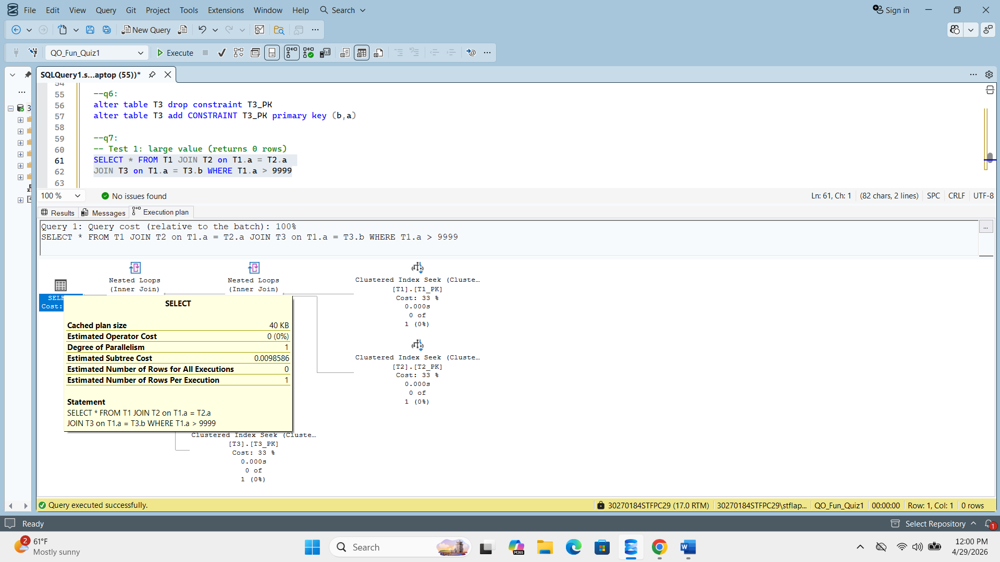 File Edit View Query Git Project Tools Extensions Window Help Search Sign in
New Query
QO_Fun_Quiz1 Execute
SQLQuery1.s...aptop (55))*
54
55 --q6:
56 alter table T3 drop constraint T3_PK
57 alter table T3 add CONSTRAINT T3_PK primary key (b,a)
58
59 --q7:
60 -- Test 1: large value (returns 0 rows)
61 SELECT * FROM T1 JOIN T2 on T1.a = T2.a
62 JOIN T3 on T1.a = T3.b WHERE T1.a > 9999
63
3
100 % No issues found Ln: 61, Ch: 1 (82 chars, 2 lines) SPC CRLF UTF-8
Results Messages Execution plan
Query 1: Query cost (relative to the batch): 100%
SELECT * FROM T1 JOIN T2 on T1.a = T2.a JOIN T3 on T1.a = T3.b WHERE T1.a > 9999
...
Nested Loops
(Inner Join)
Nested Loops
(Inner Join)
Clustered Index Seek (Cluste...
[T1].[T1_PK]
Cost: 33 %
0.000s
0 of
1 (0%)
SELE
Cost:
SELECT
Cached plan size 40 KB
Estimated Operator Cost 0 (0%)
Degree of Parallelism 1
Estimated Subtree Cost 0.0098586
Estimated Number of Rows for All Executions 0
Estimated Number of Rows Per Execution 1
Statement
SELECT * FROM T1 JOIN T2 on T1.a = T2.a
JOIN T3 on T1.a = T3.b WHERE T1.a > 9999
Clustered Index Seek (Cluste...
[T2].[T2_PK]
Cost: 33 %
0.000s
0 of
1 (0%)
Clustered Index Seek (Cluste...
[T3].[T3_PK]
Cost: 33 %
0.000s
0 of
1 (0%)
Query executed successfully. 30270184STFPC29 (17.0 RTM) 30270184STFPC29\stflap... QO_Fun_Quiz1 00:00:00 Row: 1, Col: 1 0 rows
Ready Select Repository 1
2 61°F
Mostly sunny
Search
M365
12:00 PM
4/29/2026